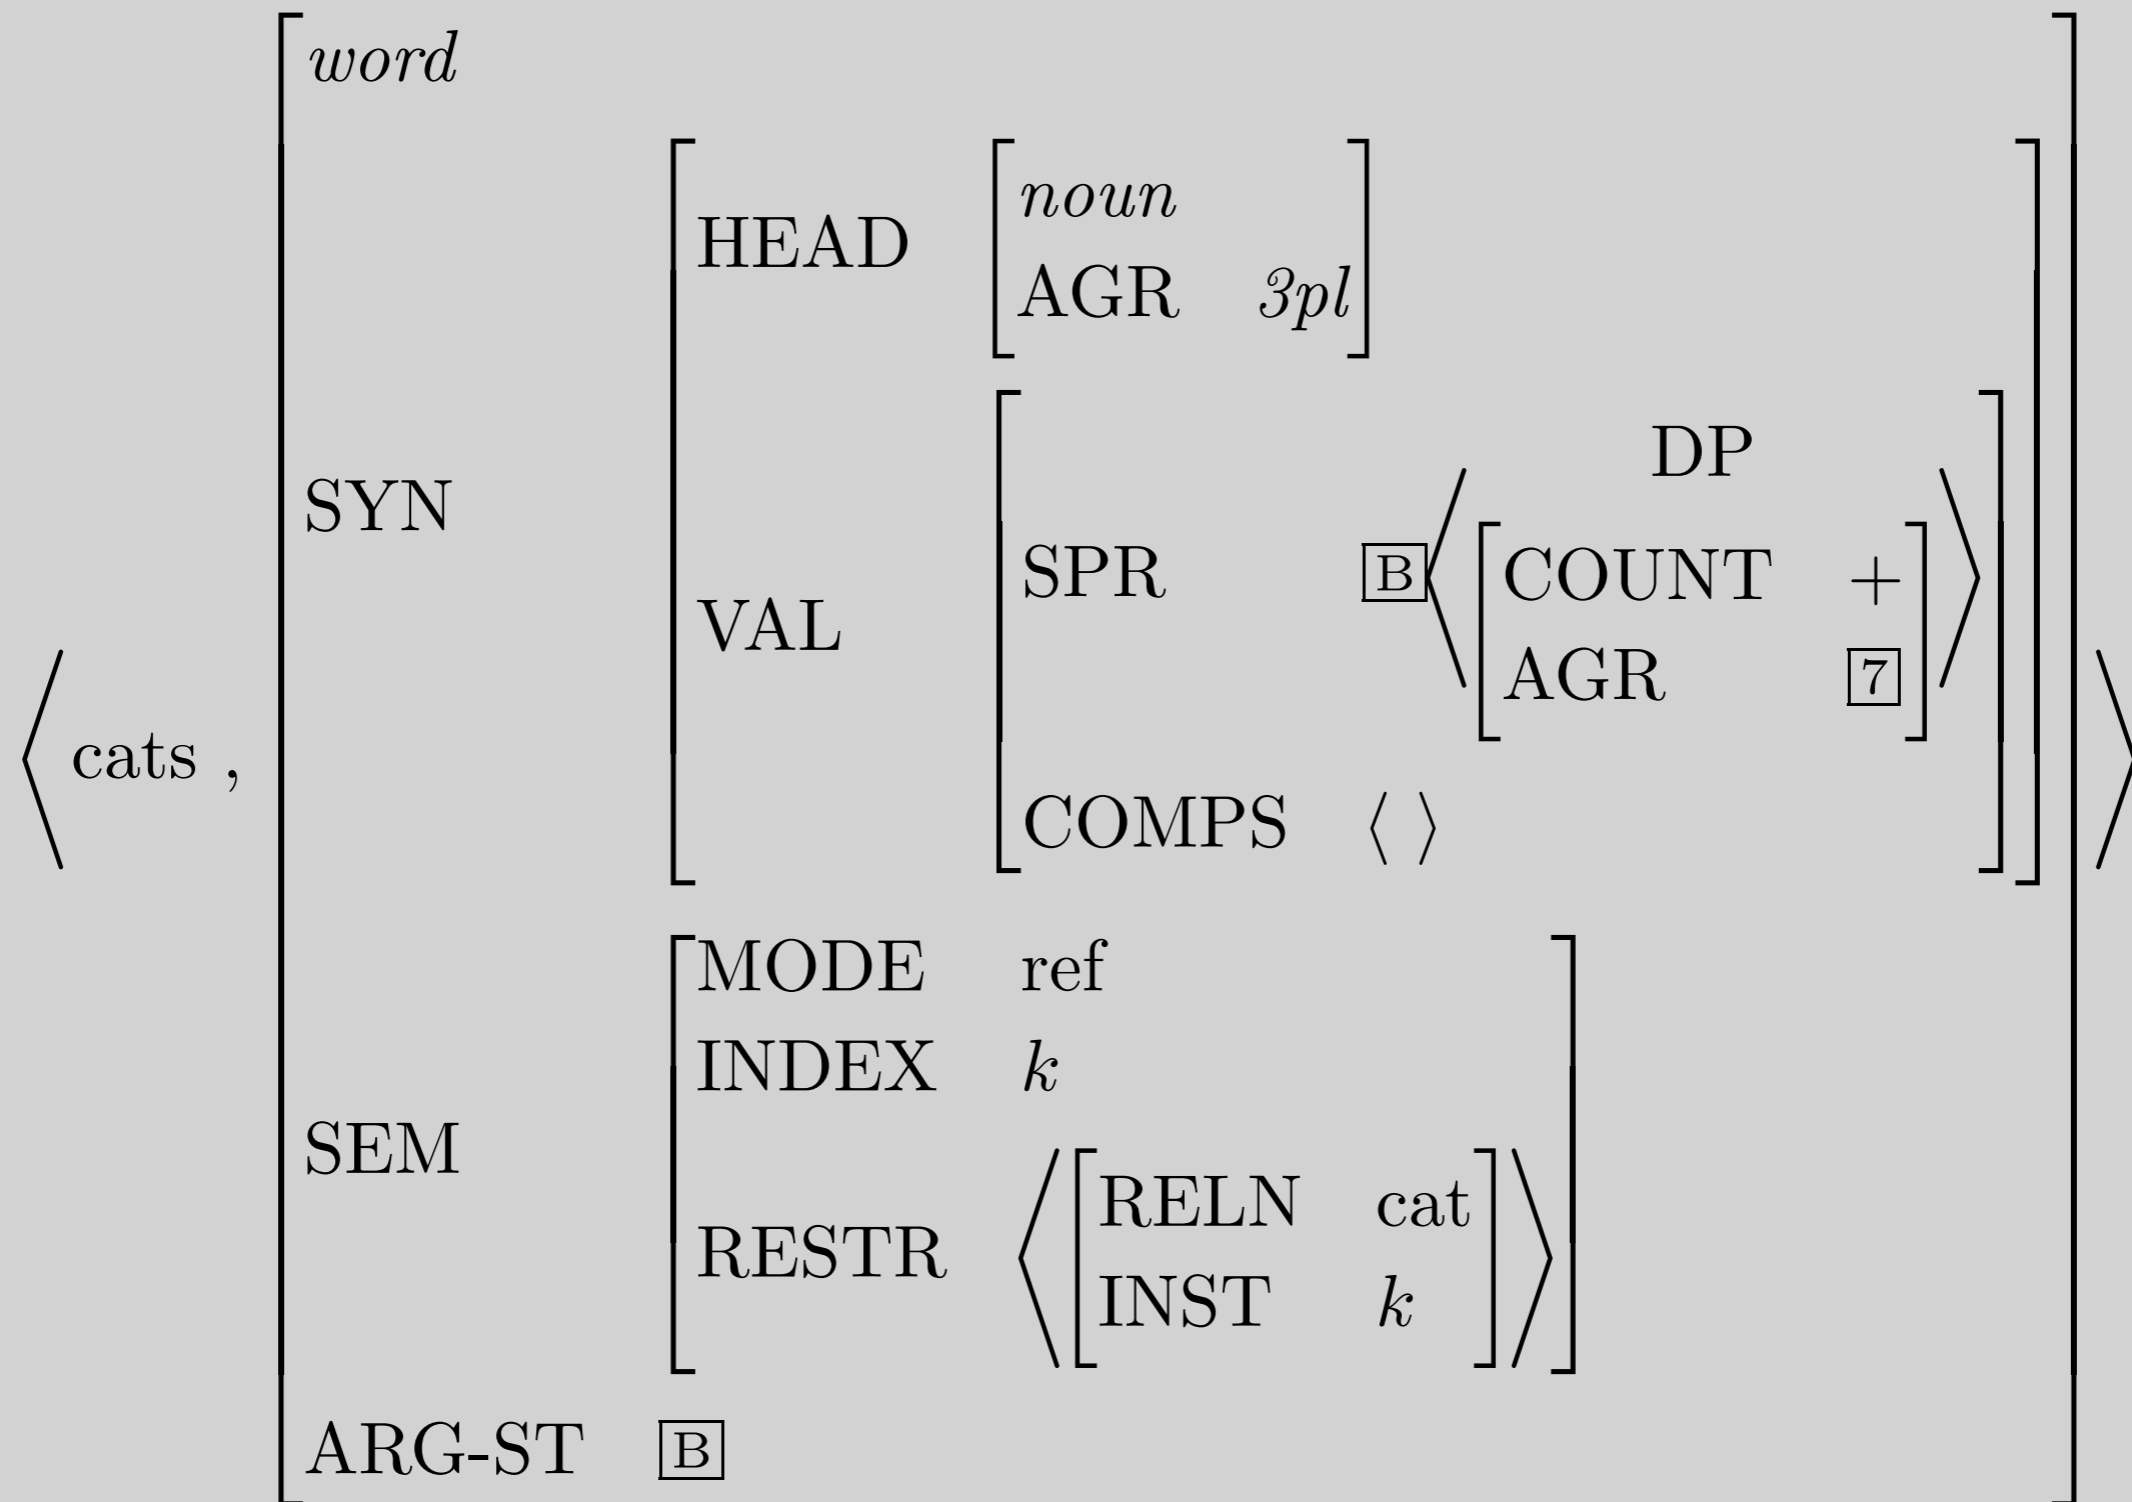 word
HEAD [noun
AGR 3pl]
SYN
VAL
DP
SPR B⟨[COUNT +
AGR 7]⟩
⟨cats ,
COMPS ⟨ ⟩
MODE ref
INDEX k
SEM
RESTR ⟨[RELN cat
INST k]⟩
ARG-ST B